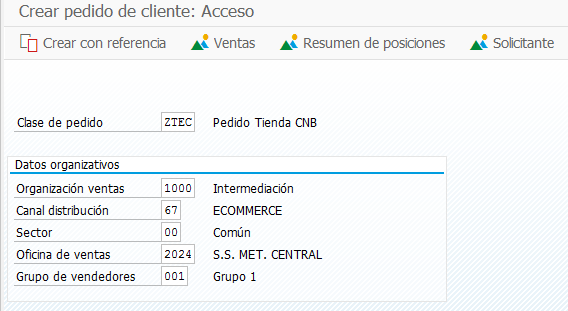 Crear pedido de cliente: Acceso
Crear con referencia Ventas Resumen de posiciones Solicitante
Clase de pedido ZTEC Pedido Tienda CNB
Datos organizativos
Organización ventas 1000 Intermediación
Canal distribución 67 ECOMMERCE
Sector 00 Común
Oficina de ventas 2024 S.S. MET. CENTRAL
Grupo de vendedores 001 Grupo 1